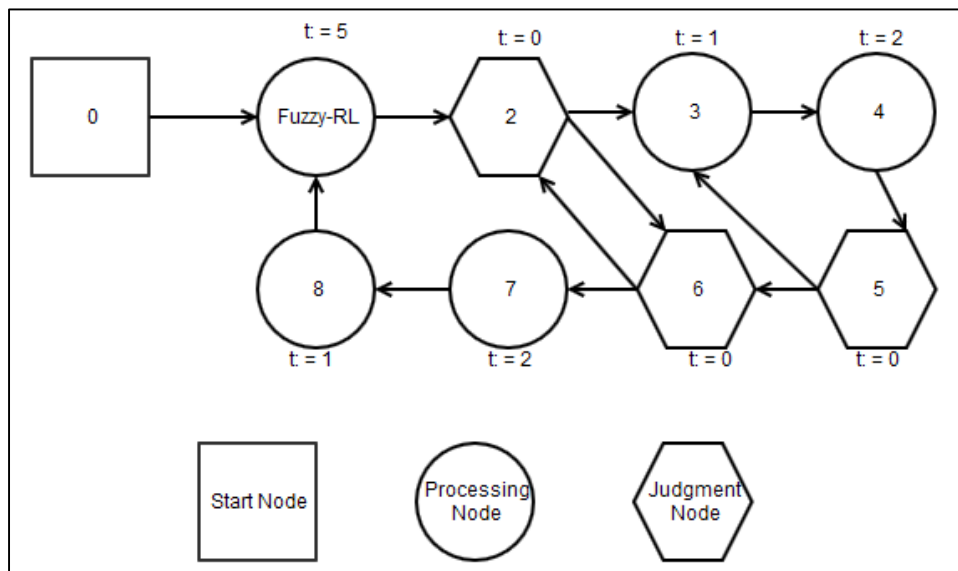 t: = 5
t: = 0
t: = 1
t: = 2
0
Fuzzy-RL
2
3
4
8
7
6
5
t: = 1
t: = 2
t: = 0
t: = 0
Start Node
Processing
Node
Judgment
Node